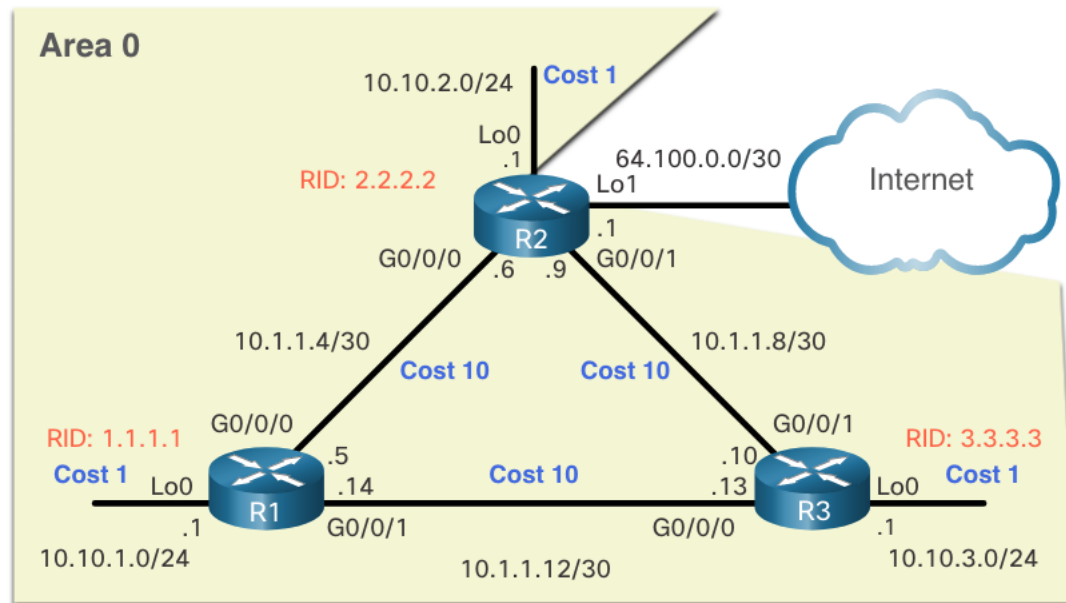 Area 0
10.10.2.0/24
Cost 1
Lo0
.1
RID: 2.2.2.2
64.100.0.0/30
Lo1
.1
Internet
R2
G0/0/0
.6
.9
G0/0/1
10.1.1.4/30
Cost 10
Cost 10
10.1.1.8/30
RID: 1.1.1.1
Cost 1
G0/0/0
.5
Lo0
.1
R1
.14
G0/0/1
10.10.1.0/24
Cost 10
10.1.1.12/30
G0/0/1
.10
.13
G0/0/0
R3
RID: 3.3.3.3
Cost 1
Lo0
.1
10.10.3.0/24